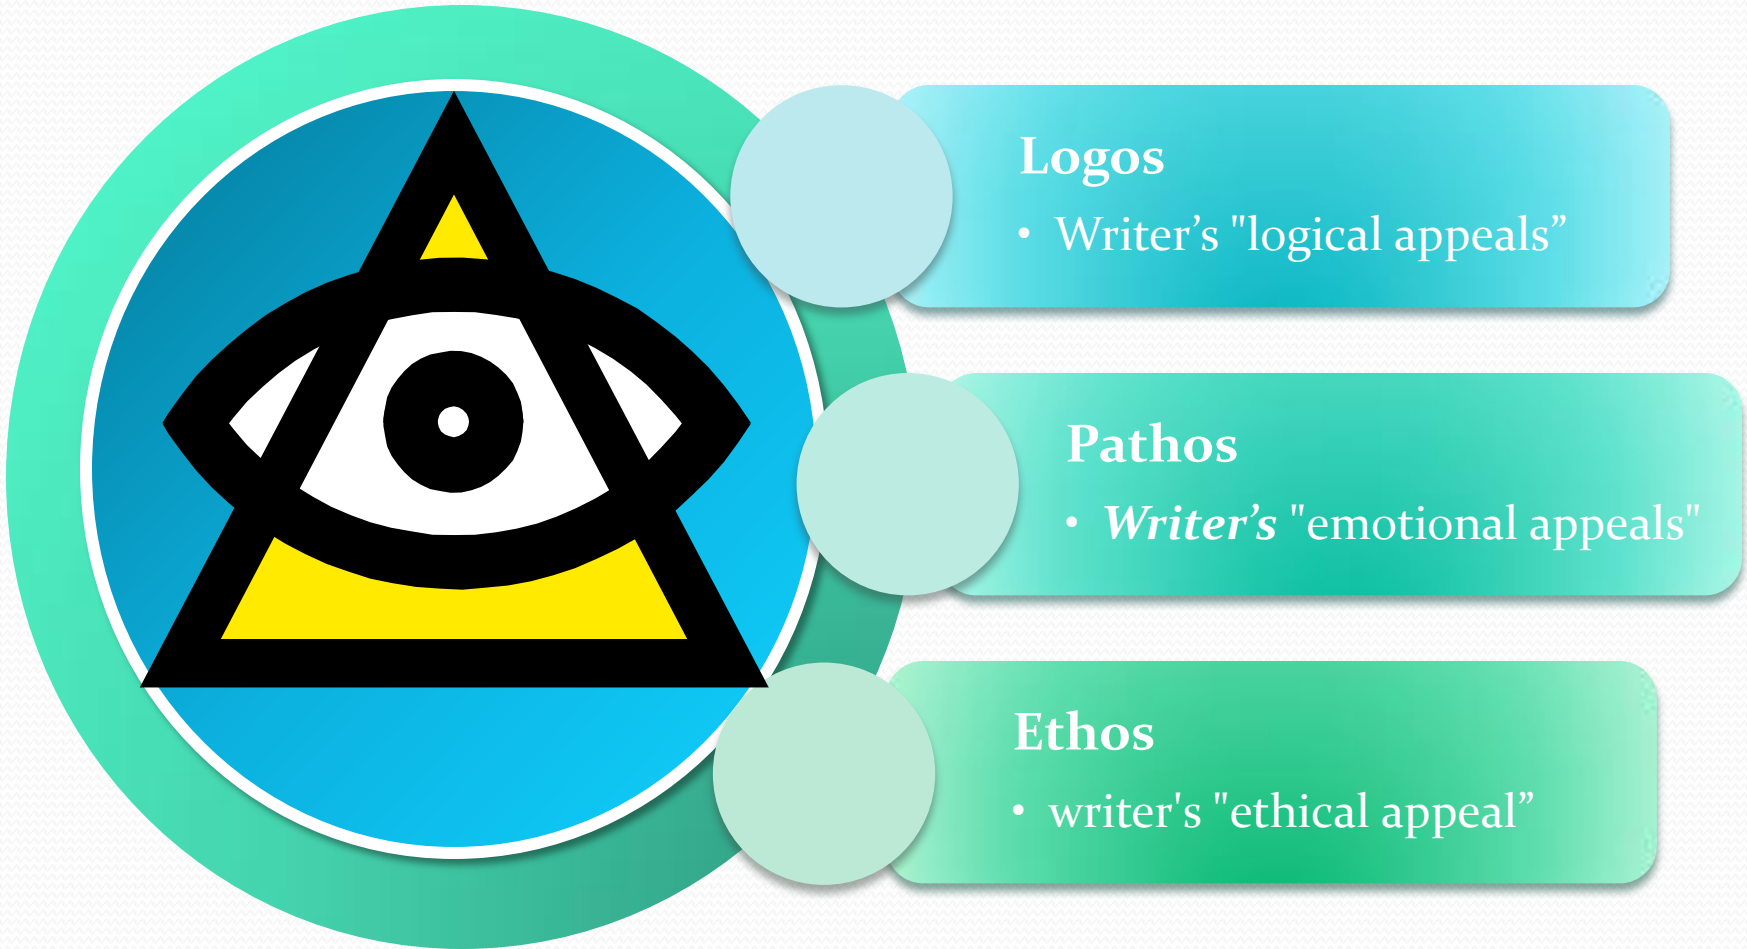 Logos
• Writer’s "logical appeals”
Pathos
• Writer’s "emotional appeals"
Ethos
• writer's "ethical appeal”